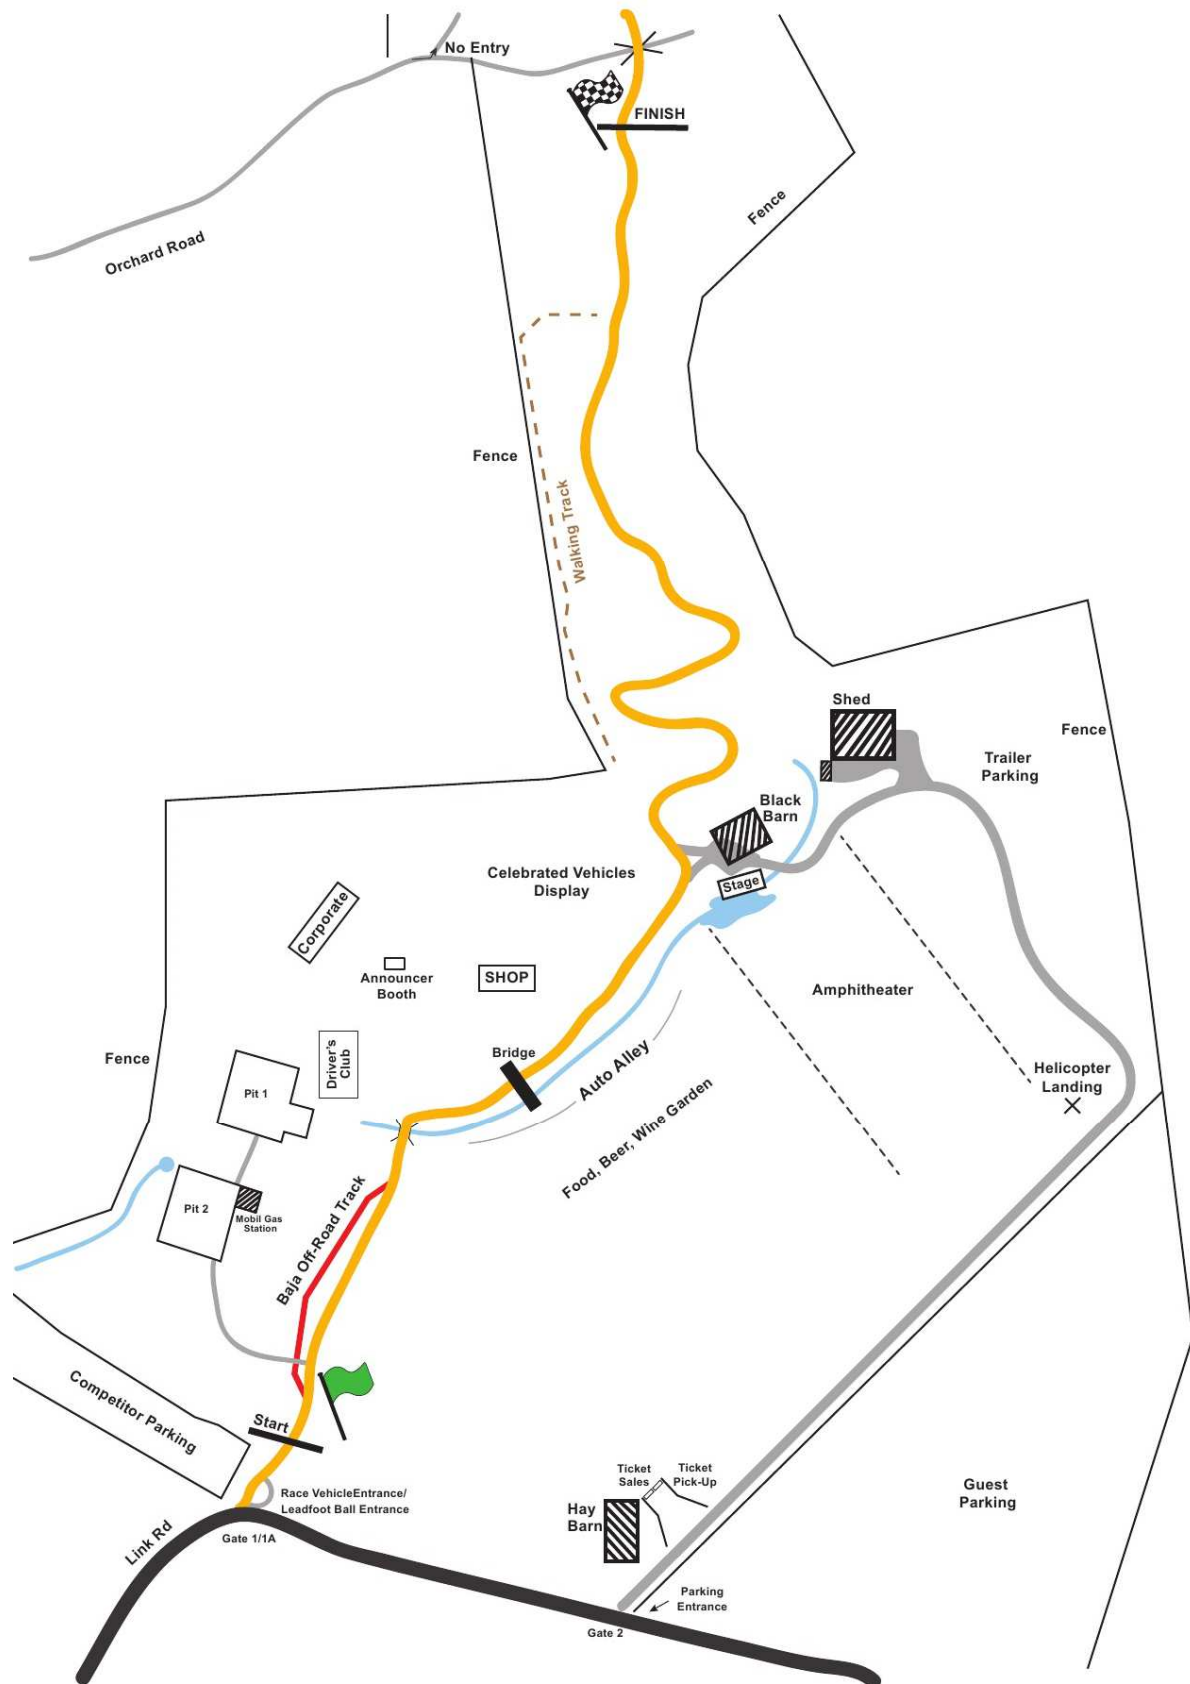 No Entry
FINISH
Fence
Orchard Road
Fence
Walking Track
Shed
Fence
Trailer
Parking
Black
Barn
Celebrated Vehicles
Display
Stage
Corporate
Announcer
Booth
SHOP
Amphitheater
Fence
Driver's
Club
Bridge
Auto Alley
Helicopter
Landing
Pit 1
Food, Beer, Wine Garden
Pit 2
Mobil Gas
Station
Baja Off-Road Track
Competitor Parking
Start
Ticket
Sales
Ticket
Pick-Up
Race VehicleEntrance/
Leadfoot Ball Entrance
Hay
Barn
Guest
Parking
Link Rd
Gate 1/1A
Parking
Entrance
Gate 2